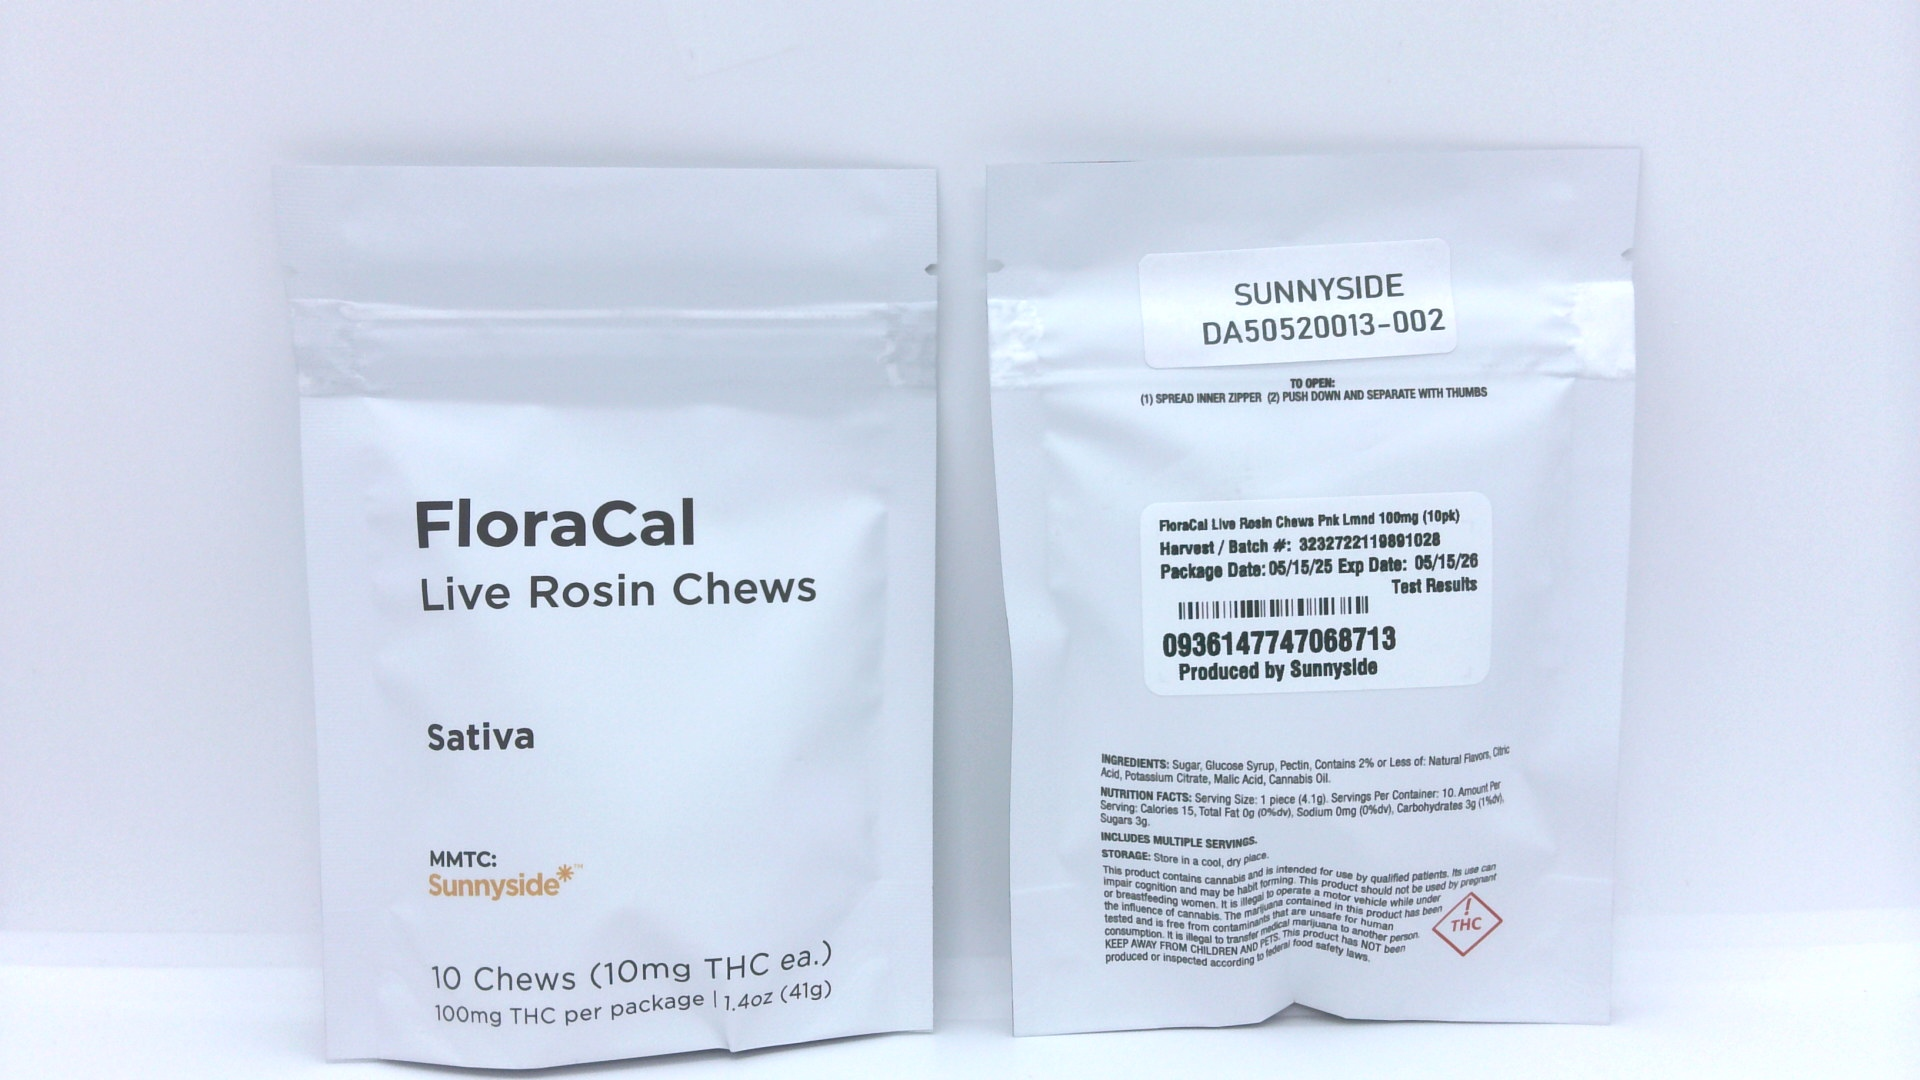 FloraCal
Live Rosin Chews
Sativa
MMTC:
Sunnyside™
10 Chews (10mg THC ea.)
100mg THC per package | 1.4oz (41g)
SUNNYSIDE
DA50520013-002
TO OPEN:
(1) SPREAD INNER ZIPPER (2) PUSH DOWN AND SEPARATE WITH THUMBS
FloraCal Live Rosin Chews Pnk Lmnd 100mg (10pk)
Harvest / Batch #: 3232722119891028
Package Date: 05/15/25 Exp Date: 05/15/26
Test Results
0936147747068713
Produced by Sunnyside
INGREDIENTS: Sugar, Glucose Syrup, Pectin, Contains 2% or Less of: Natural Flavors, Citric
Acid, Potassium Citrate, Malic Acid, Cannabis Oil.
NUTRITION FACTS: Serving Size: 1 piece (4.1g). Servings Per Container: 10. Amount Per
Serving: Calories 15, Total Fat 0g (0%dv), Sodium 0mg (0%dv), Carbohydrates 3g (1%dv),
Sugars 3g.
INCLUDES MULTIPLE SERVINGS.
STORAGE: Store in a cool, dry place.
This product contains cannabis and is intended for use by qualified patients. Its use can
impair cognition and may be habit forming. This product should not be used by pregnant
or breastfeeding women. It is illegal to operate a motor vehicle while under
the influence of cannabis. The marijuana contained in this product has been
tested and is free from contaminants that are unsafe for human
consumption. It is illegal to transfer medical marijuana to another person.
KEEP AWAY FROM CHILDREN AND PETS. This product has NOT been
produced or inspected according to federal food safety laws.
!
THC